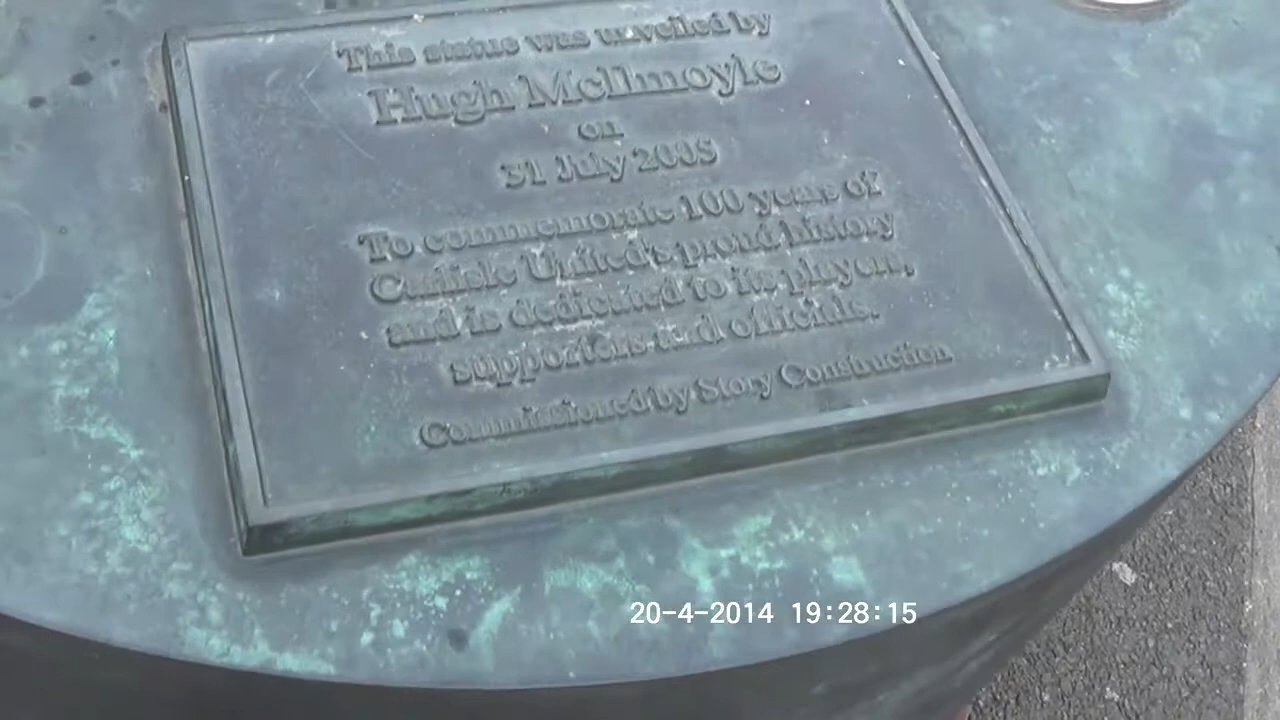 This statue was unveiled by
Hugh McIlmoyle
on
31 July 2005
To commemorate 100 years of
Carlisle United's proud history
and is dedicated to its players,
supporters and officials.
Commissioned by Story Construction
20-4-2014 19:28:15